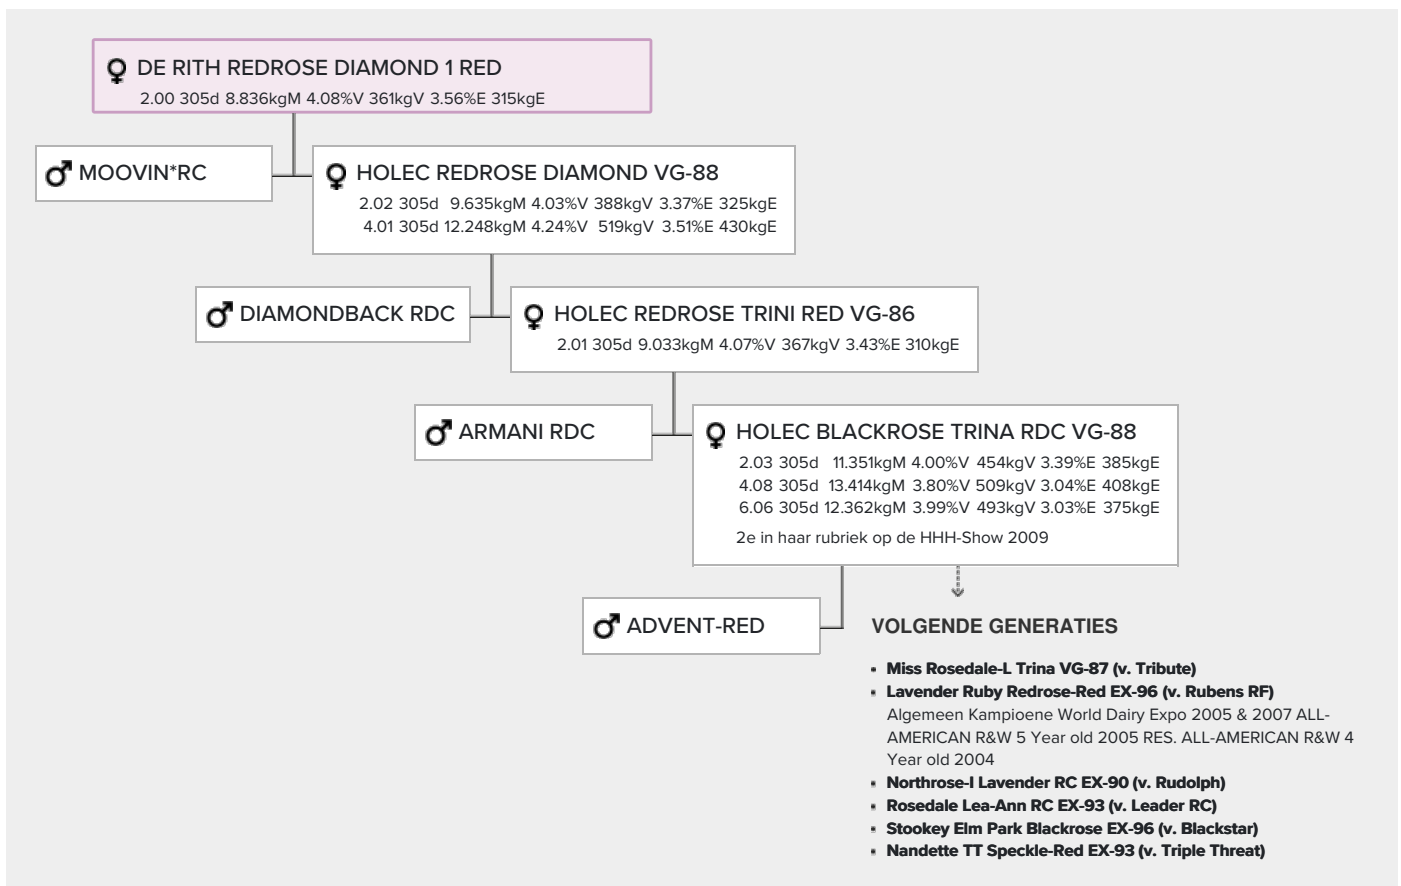 DE RITH REDROSE DIAMOND 1 RED
2.00 305d 8.836kgM 4.08%V 361kgV 3.56%E 315kgE
MOOVIN*RC
HOLEC REDROSE DIAMOND VG-88
2.02 305d 9.635kgM 4.03%V 388kgV 3.37%E 325kgE
4.01 305d 12.248kgM 4.24%V 519kgV 3.51%E 430kgE
DIAMONDBACK RDC
HOLEC REDROSE TRINI RED VG-86
2.01 305d 9.033kgM 4.07%V 367kgV 3.43%E 310kgE
ARMANI RDC
HOLEC BLACKROSE TRINA RDC VG-88
2.03 305d 11.351kgM 4.00%V 454kgV 3.39%E 385kgE
4.08 305d 13.414kgM 3.80%V 509kgV 3.04%E 408kgE
6.06 305d 12.362kgM 3.99%V 493kgV 3.03%E 375kgE
2e in haar rubriek op de HHH-Show 2009
ADVENT-RED
VOLGENDE GENERATIES
Miss Rosedale-L Trina VG-87 (v. Tribute)
Lavender Ruby Redrose-Red EX-96 (v. Rubens RF)
Algemeen Kampioene World Dairy Expo 2005 & 2007 ALL-
AMERICAN R&W 5 Year old 2005 RES. ALL-AMERICAN R&W 4
Year old 2004
Northrose-I Lavender RC EX-90 (v. Rudolph)
Rosedale Lea-Ann RC EX-93 (v. Leader RC)
Stookey Elm Park Blackrose EX-96 (v. Blackstar)
Nandette TT Speckle-Red EX-93 (v. Triple Threat)